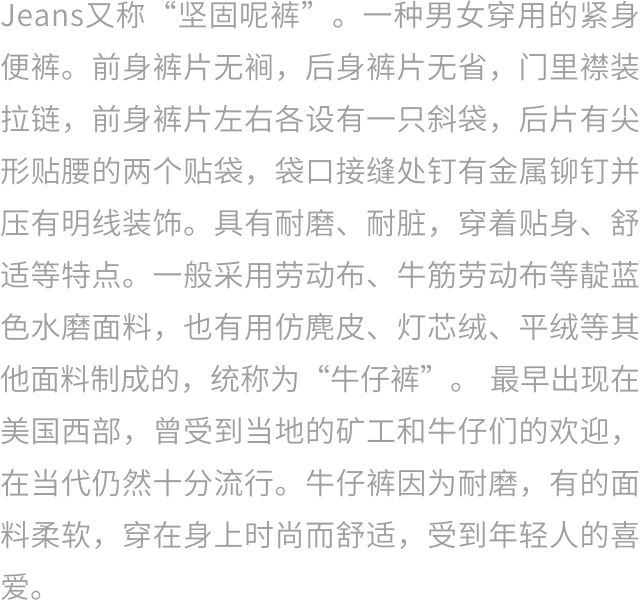 Jeans又称“坚固呢裤”。一种男女穿用的紧身
便裤。前身裤片无裥，后身裤片无省，门里襟装
拉链，前身裤片左右各设有一只斜袋，后片有尖
形贴腰的两个贴袋，袋口接缝处钉有金属铆钉并
压有明线装饰。具有耐磨、耐脏，穿着贴身、舒
适等特点。一般采用劳动布、牛筋劳动布等靛蓝
色水磨面料，也有用仿麂皮、灯芯绒、平绒等其
他面料制成的，统称为“牛仔裤”。 最早出现在
美国西部，曾受到当地的矿工和牛仔们的欢迎，
在当代仍然十分流行。牛仔裤因为耐磨，有的面
料柔软，穿在身上时尚而舒适，受到年轻人的喜
爱。